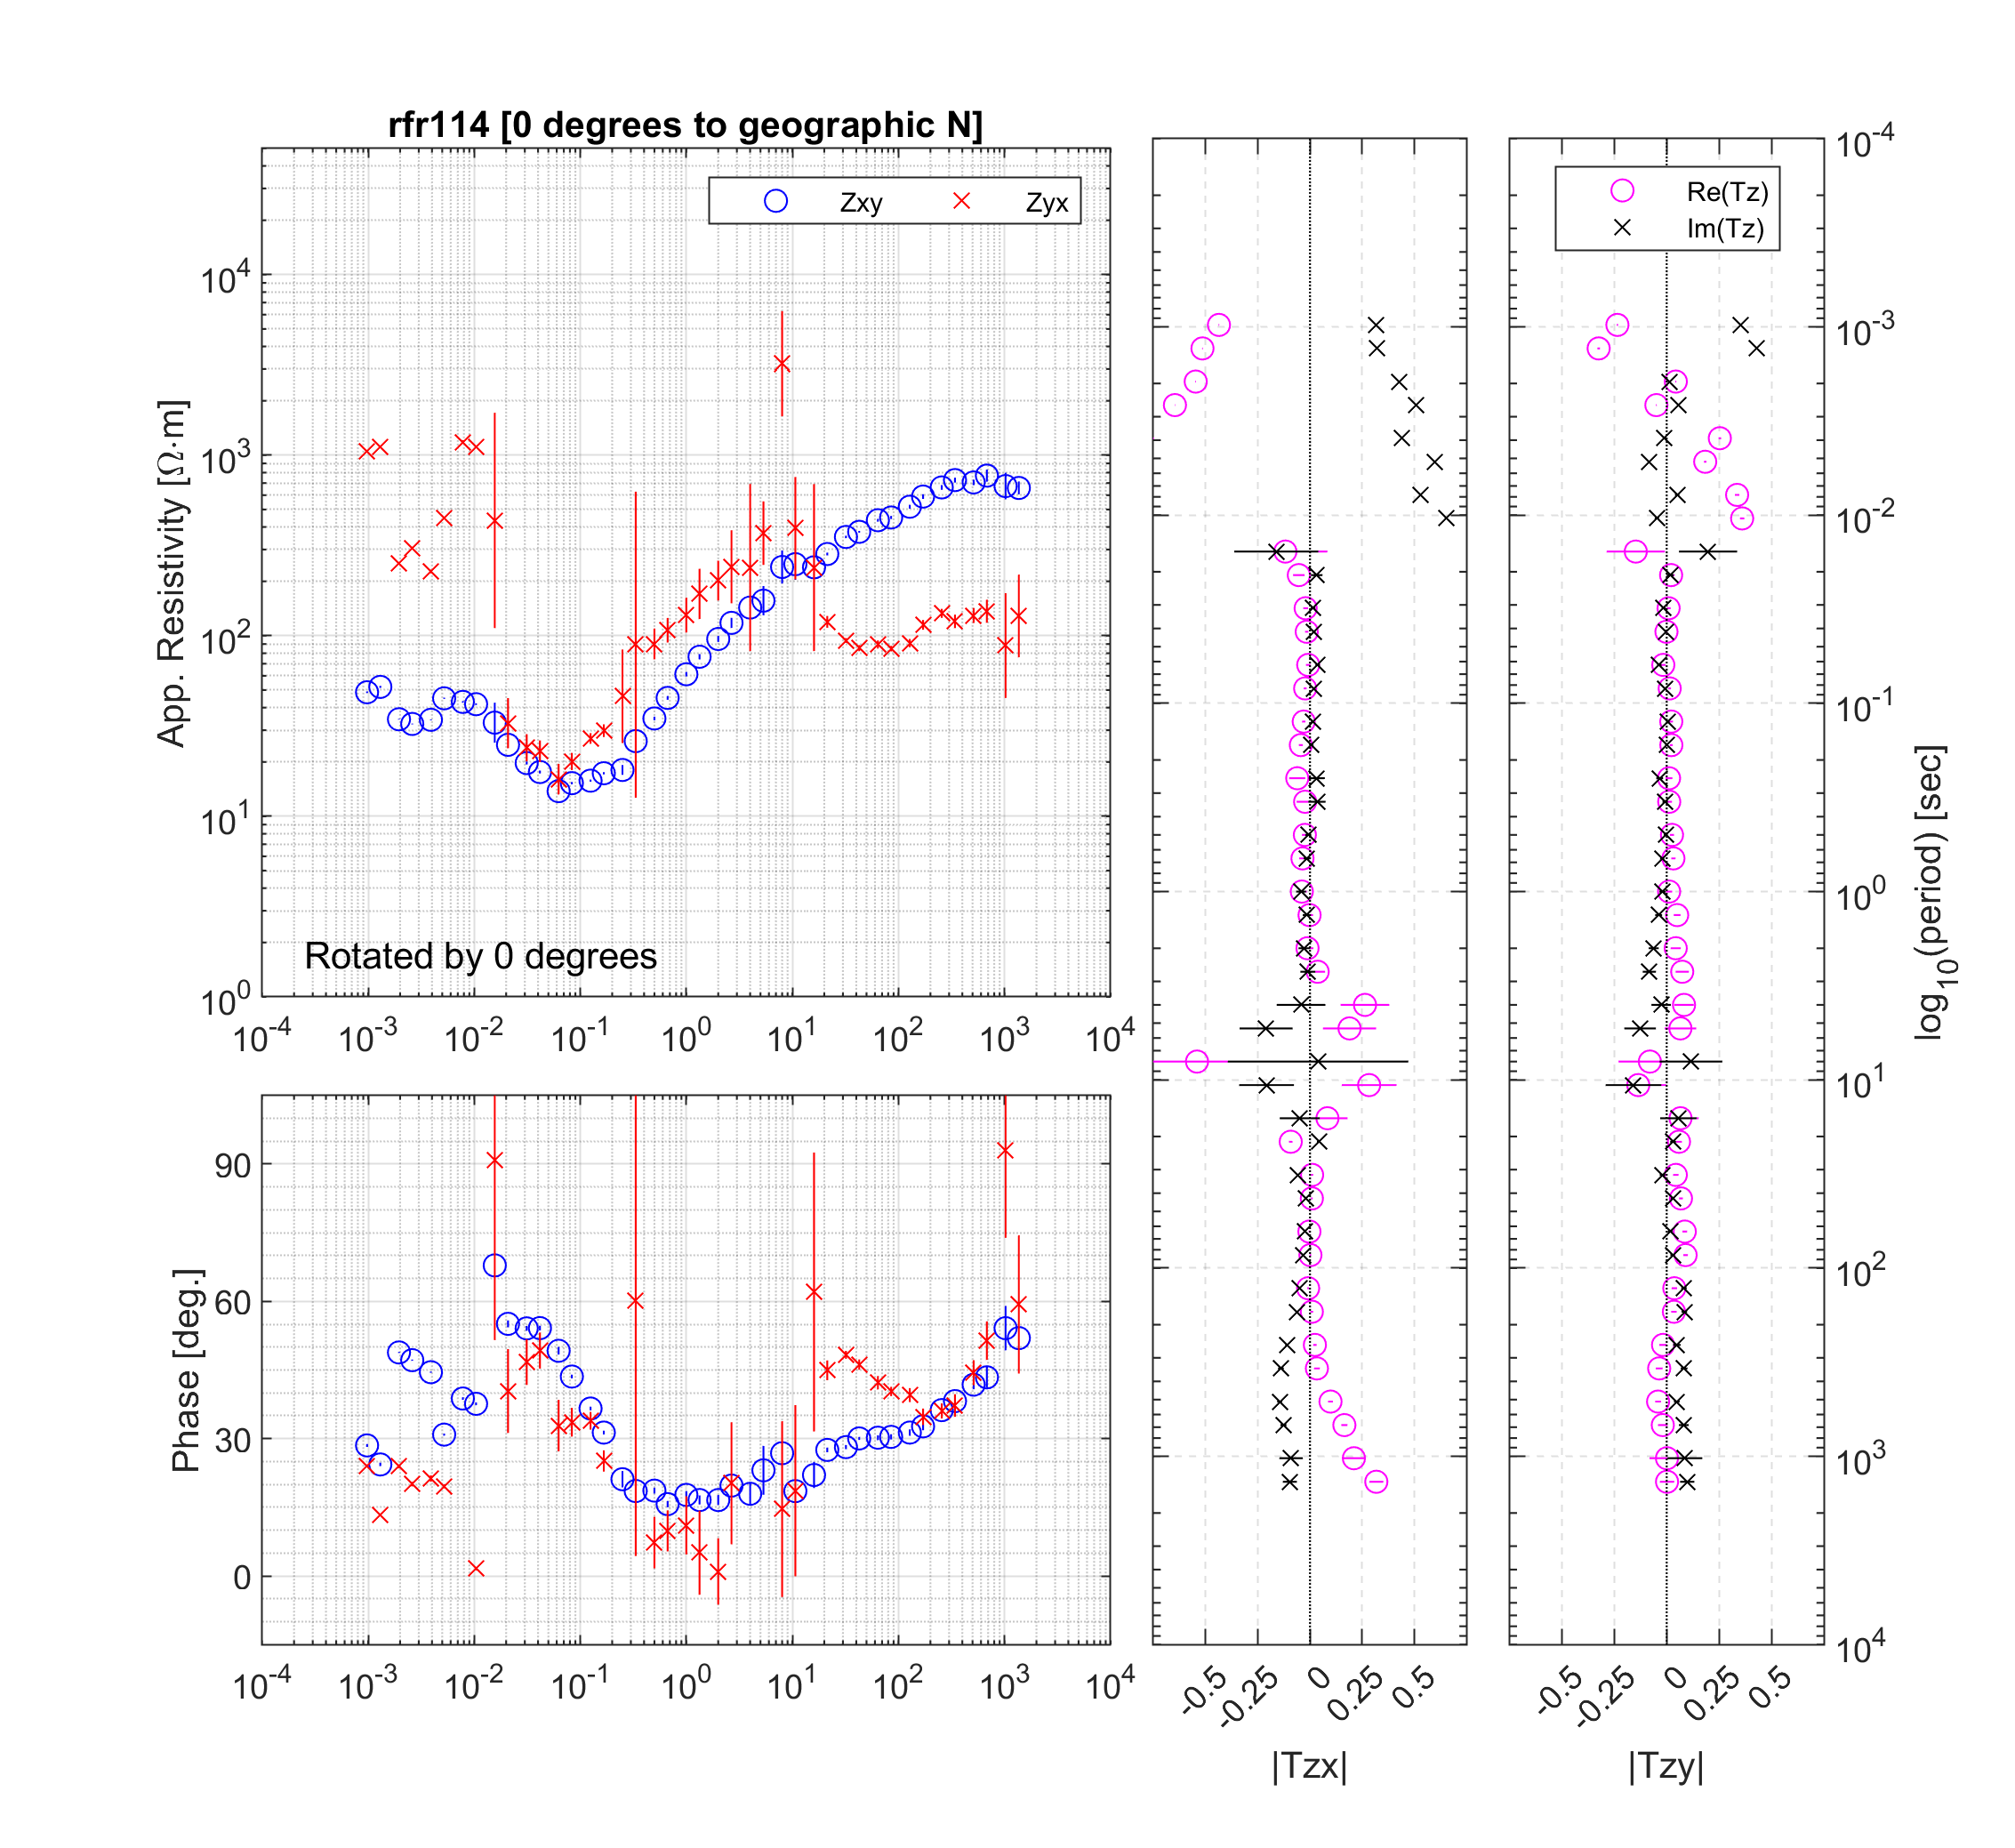 rfr114 [0 degrees to geographic N]
Zxy Zyx
App. Resistivity [Ω·m]
10^4
10^3
10^2
10^1
10^0
Rotated by 0 degrees
10^-4 10^-3 10^-2 10^-1 10^0 10^1 10^2 10^3 10^4
Phase [deg.]
90
60
30
0
10^-4 10^-3 10^-2 10^-1 10^0 10^1 10^2 10^3 10^4
-0.5 -0.25 0 0.25 0.5
|Tzx|
Re(Tz)
Im(Tz)
-0.5 -0.25 0 0.25 0.5
|Tzy|
10^-4
10^-3
10^-2
10^-1
10^0
10^1
10^2
10^3
10^4
log10(period) [sec]